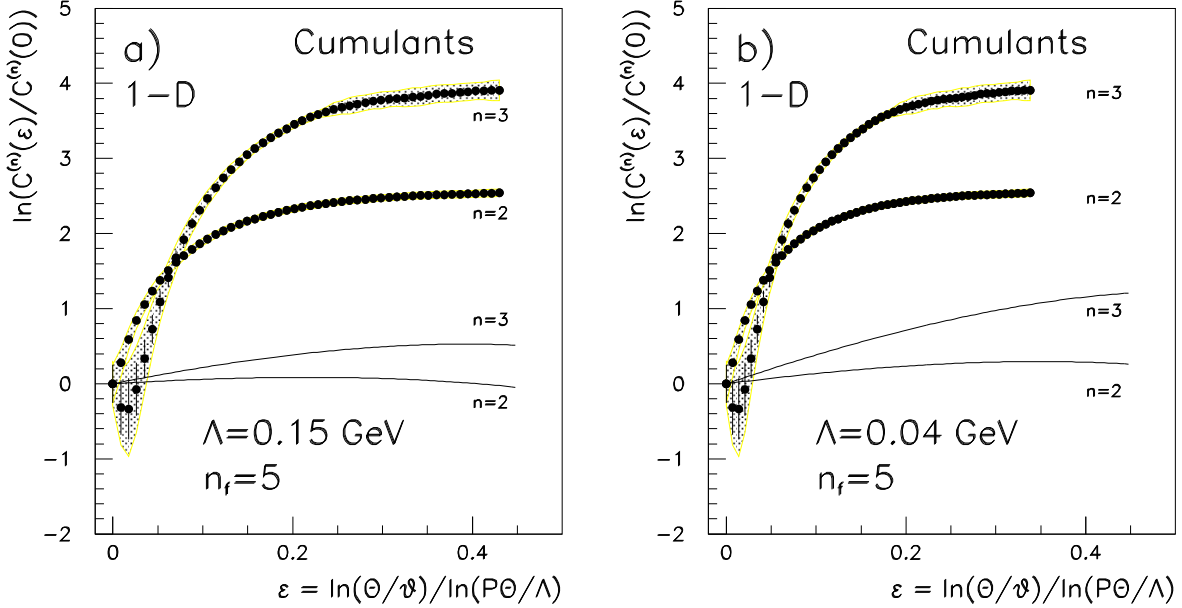 ln(C⁽ⁿ⁾(ε)/C⁽ⁿ⁾(0))
5
4
3
2
1
0
−1
−2
a)
Cumulants
1−D
n=3
n=2
n=3
n=2
Λ=0.15 GeV
n_f=5
0
0.2
0.4
ε = ln(Θ/ϑ)/ln(PΘ/Λ)
ln(C⁽ⁿ⁾(ε)/C⁽ⁿ⁾(0))
5
4
3
2
1
0
−1
−2
b)
Cumulants
1−D
n=3
n=2
n=3
n=2
Λ=0.04 GeV
n_f=5
0
0.2
0.4
ε = ln(Θ/ϑ)/ln(PΘ/Λ)